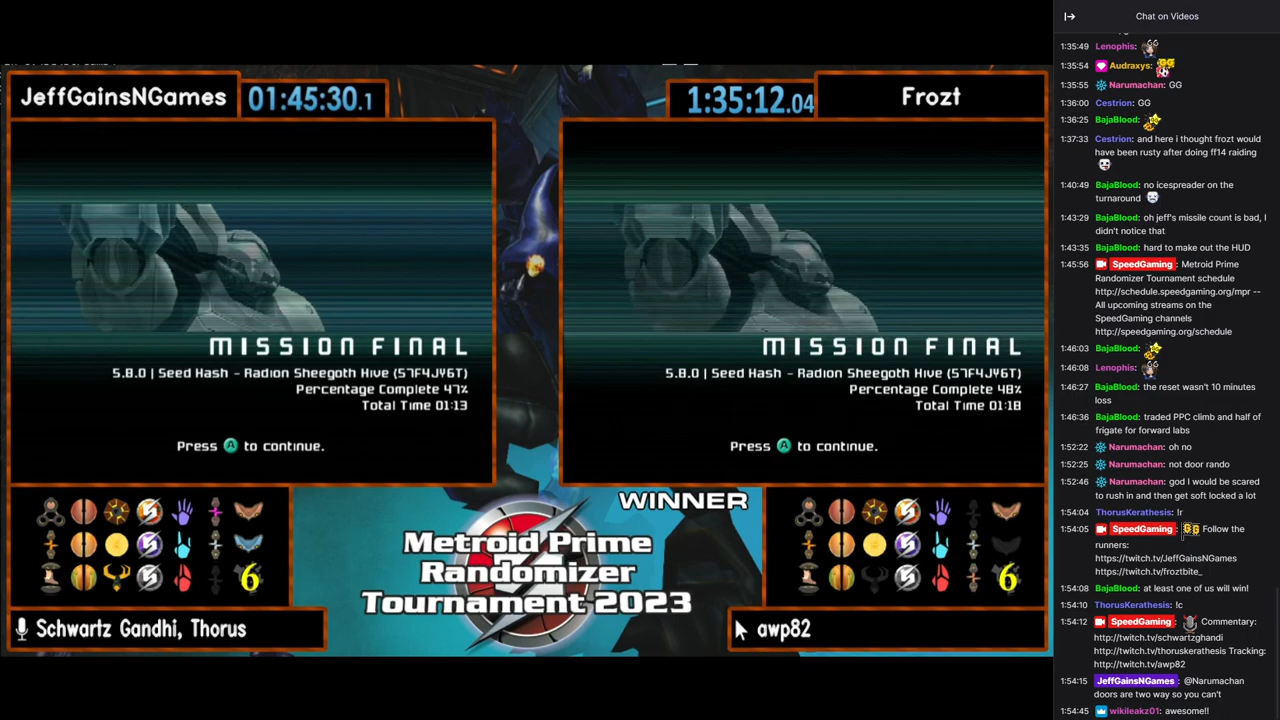 JeffGainsNGames
01:45:30.1
1:35:12.04
Frozt
MISSION FINAL
5.8.0 | Seed Hash - Radion Sheegoth Hive (57F4JY6T)
Percentage Complete 47%
Total Time 01:13
Press A to continue.
MISSION FINAL
5.8.0 | Seed Hash - Radion Sheegoth Hive (57F4JY6T)
Percentage Complete 48%
Total Time 01:18
Press A to continue.
6
WINNER
Metroid Prime
Randomizer
Tournament 2023
6
Schwartz Gandhi, Thorus
awp82
Chat on Videos
1:35:49 Lenophis:
1:35:54 Audraxys: GG
1:35:55 Narumachan: GG
1:36:00 Cestrion: GG
1:36:25 BajaBlood:
1:37:33 Cestrion: and here i thought frozt would
have been rusty after doing ff14 raiding
1:40:49 BajaBlood: no icespreader on the
turnaround
1:43:29 BajaBlood: oh jeff's missile count is bad, I
didn't notice that
1:43:35 BajaBlood: hard to make out the HUD
1:45:56 SpeedGaming: Metroid Prime
Randomizer Tournament schedule
http://schedule.speedgaming.org/mpr --
All upcoming streams on the
SpeedGaming channels
http://speedgaming.org/schedule
1:46:03 BajaBlood:
1:46:08 Lenophis:
1:46:27 BajaBlood: the reset wasn't 10 minutes
loss
1:46:36 BajaBlood: traded PPC climb and half of
frigate for forward labs
1:52:22 Narumachan: oh no
1:52:25 Narumachan: not door rando
1:52:46 Narumachan: god I would be scared
to rush in and then get soft locked a lot
1:54:04 ThorusKerathesis: !r
1:54:05 SpeedGaming: GG Follow the
runners:
https://twitch.tv/JeffGainsNGames
https://twitch.tv/froztbite_
1:54:08 BajaBlood: at least one of us will win!
1:54:10 ThorusKerathesis: !c
1:54:12 SpeedGaming: Commentary:
http://twitch.tv/schwartzghandi
http://twitch.tv/thoruskerathesis Tracking:
http://twitch.tv/awp82
1:54:15 JeffGainsNGames: @Narumachan
doors are two way so you can't
1:54:45 wikileakz01: awesome!!